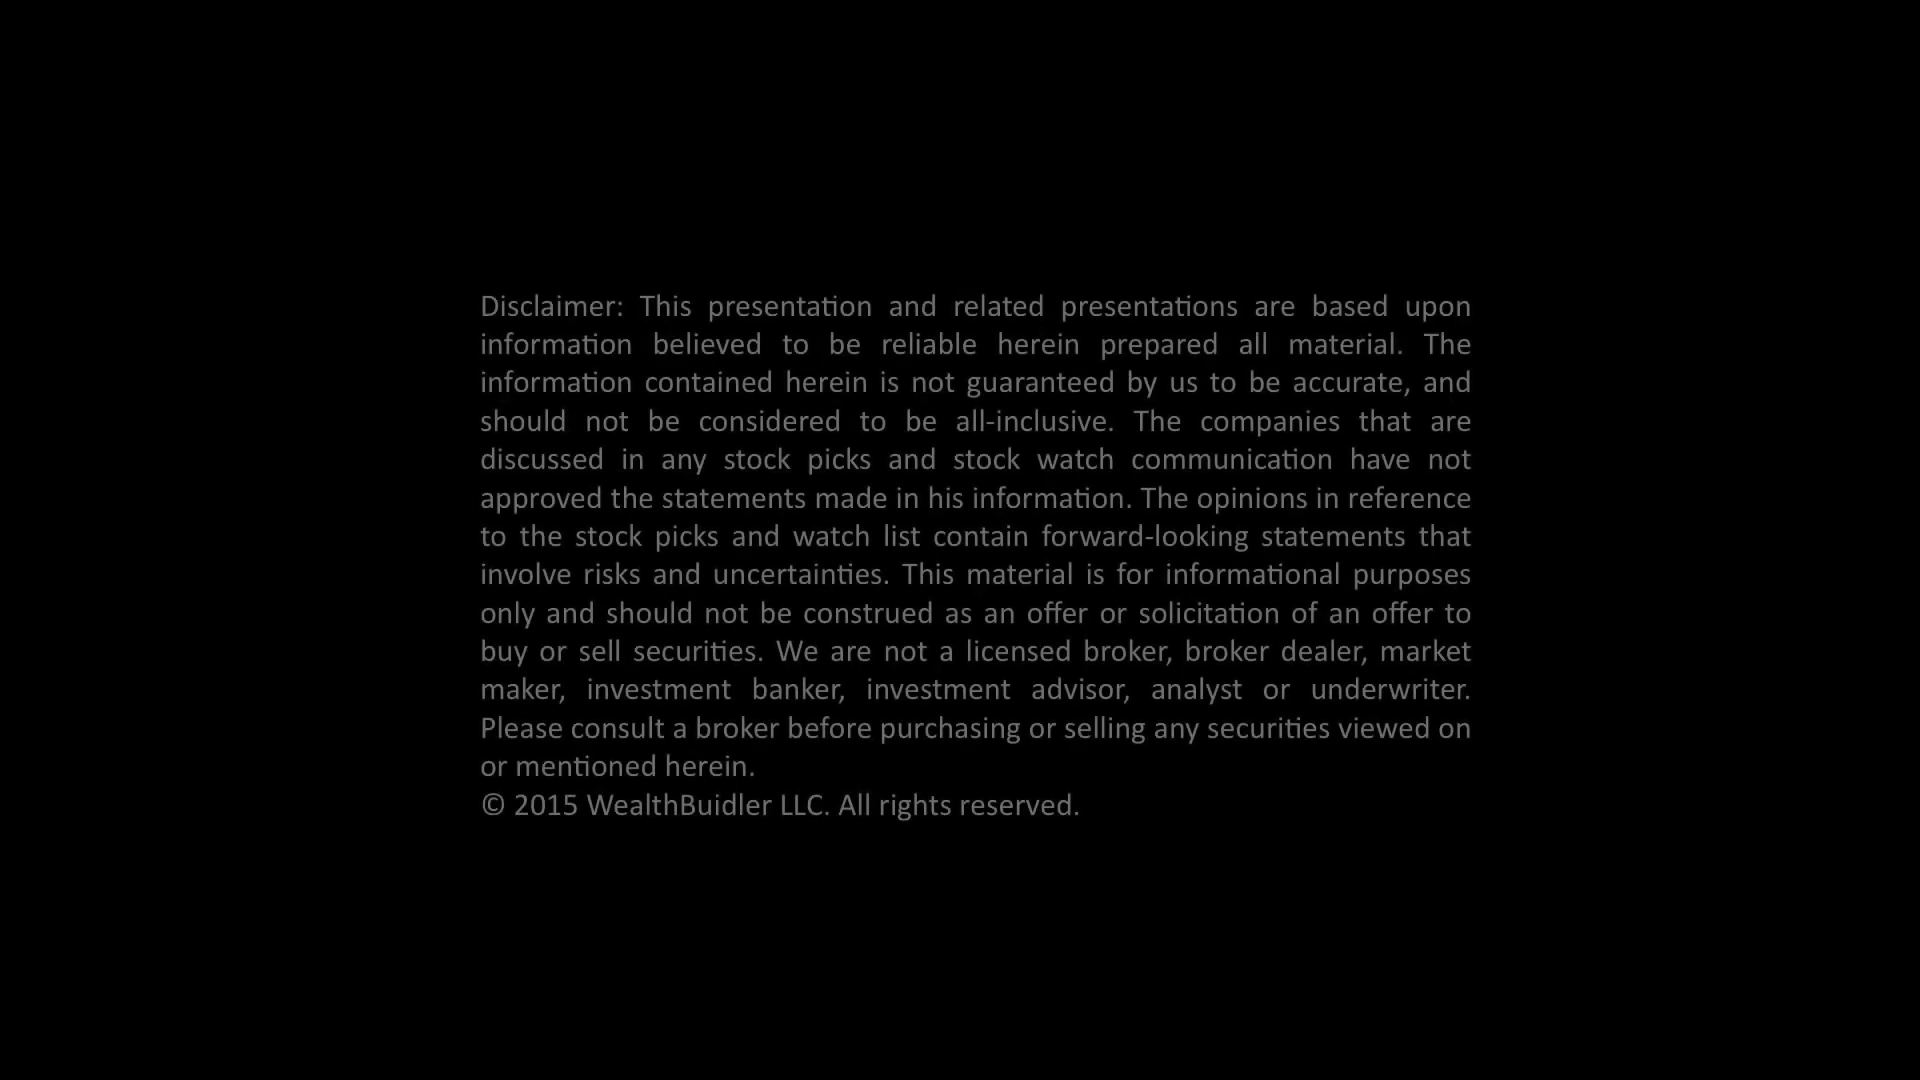 Disclaimer: This presentation and related presentations are based upon
information believed to be reliable herein prepared all material. The
information contained herein is not guaranteed by us to be accurate, and
should not be considered to be all-inclusive. The companies that are
discussed in any stock picks and stock watch communication have not
approved the statements made in his information. The opinions in reference
to the stock picks and watch list contain forward-looking statements that
involve risks and uncertainties. This material is for informational purposes
only and should not be construed as an offer or solicitation of an offer to
buy or sell securities. We are not a licensed broker, broker dealer, market
maker, investment banker, investment advisor, analyst or underwriter.
Please consult a broker before purchasing or selling any securities viewed on
or mentioned herein.
© 2015 WealthBuidler LLC. All rights reserved.